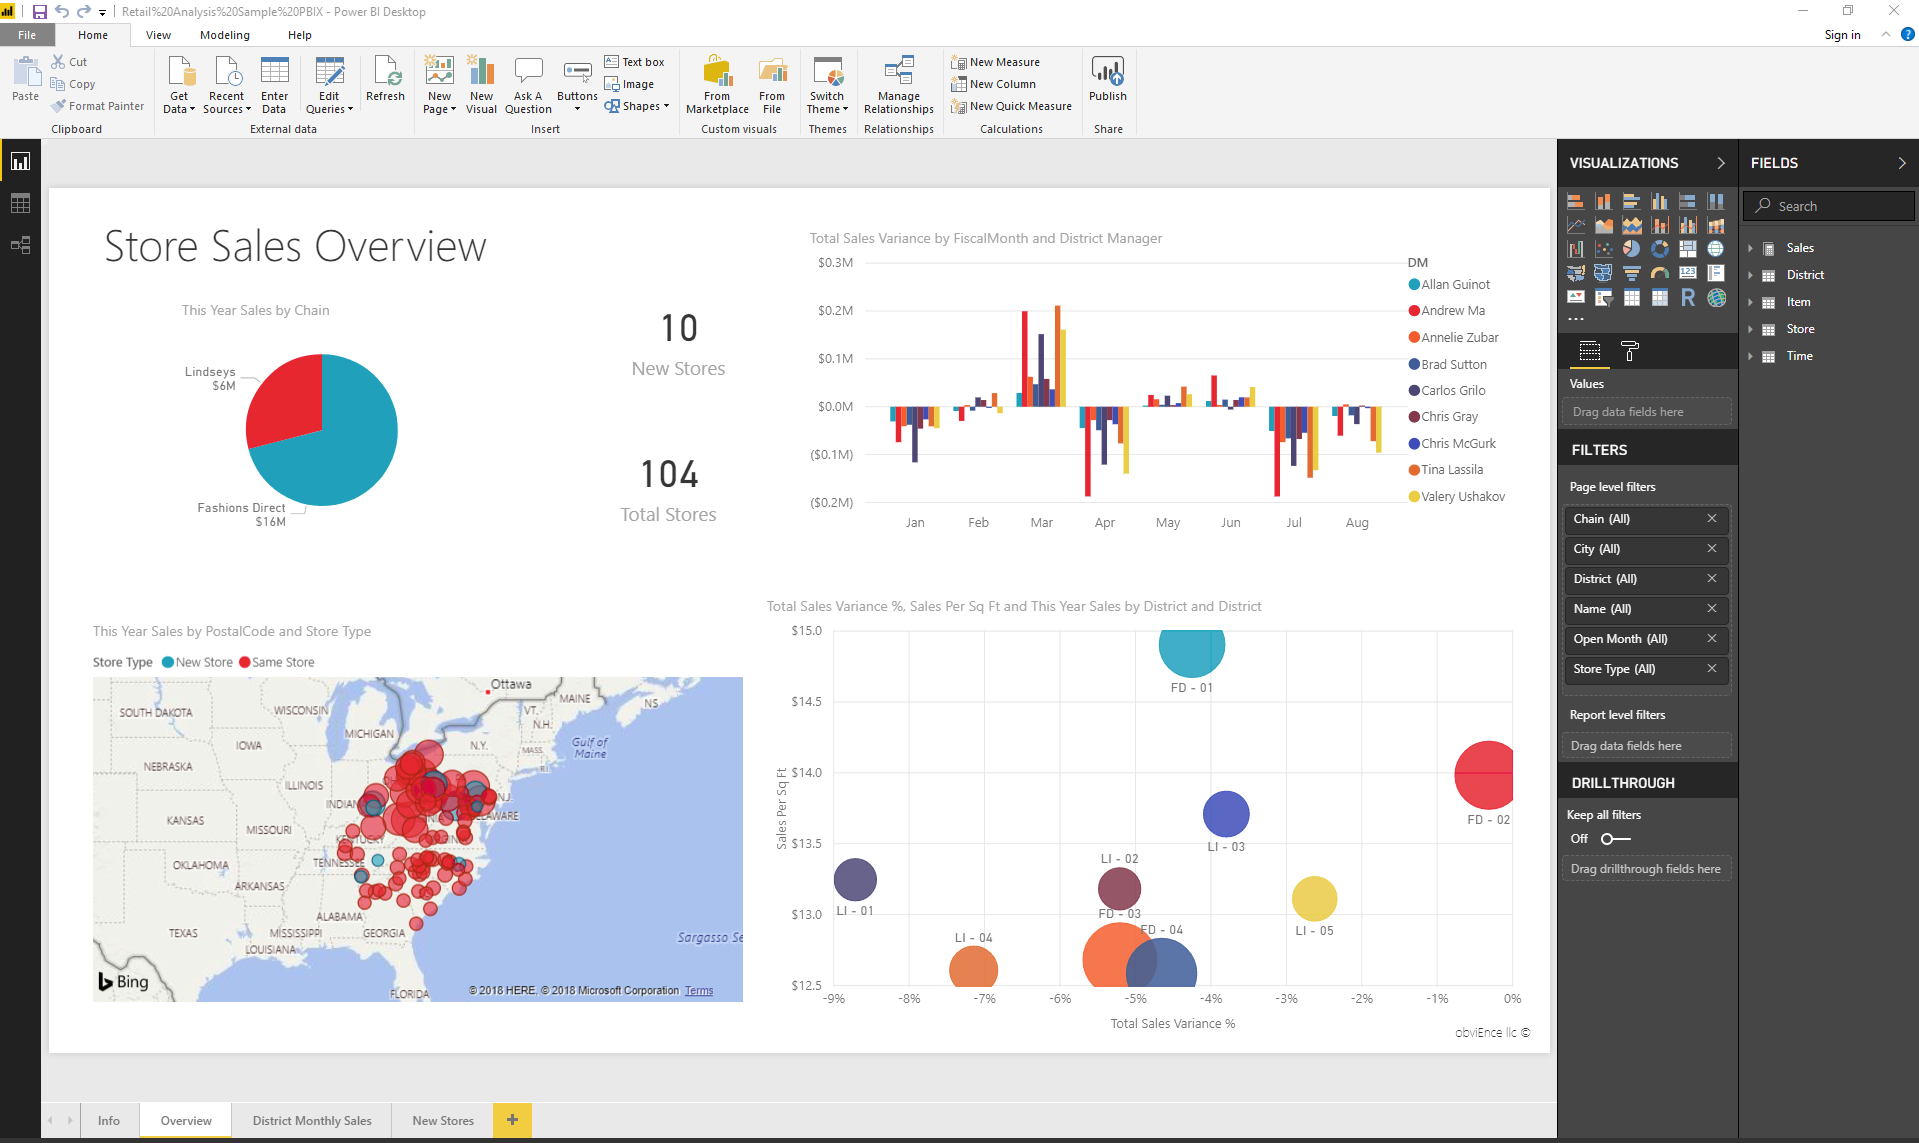 Retail%20Analysis%20Sample%20PBIX - Power BI Desktop
File Home View Modeling Help
Sign in
Paste
Cut
Copy
Format Painter
Clipboard
Get Data
Recent Sources
Enter Data
Edit Queries
Refresh
External data
New Page
New Visual
Ask A Question
Buttons
Text box
Image
Shapes
Insert
From Marketplace
From File
Custom visuals
Switch Theme
Themes
Manage Relationships
Relationships
New Measure
New Column
New Quick Measure
Calculations
Publish
Share
Store Sales Overview
This Year Sales by Chain
Lindseys
$6M
Fashions Direct
$16M
10
New Stores
104
Total Stores
Total Sales Variance by FiscalMonth and District Manager
$0.3M
$0.2M
$0.1M
$0.0M
($0.1M)
($0.2M)
Jan Feb Mar Apr May Jun Jul Aug
DM
Allan Guinot
Andrew Ma
Annelie Zubar
Brad Sutton
Carlos Grilo
Chris Gray
Chris McGurk
Tina Lassila
Valery Ushakov
This Year Sales by PostalCode and Store Type
Store Type New Store Same Store
Ottawa
MAINE
NS
SOUTH DAKOTA
WISCONSIN
VT.
N.H.
MICHIGAN
N.Y.
MASS.
Gulf of Maine
IOWA
R.I.
NEBRASKA
ILLINOIS
INDIAN
N.J.
KANSAS
MISSOURI
DELAWARE
KENTUCKY
TENNESSEE
OKLAHOMA
ARKANSAS
ALABAMA
MISSISSIPPI
GEORGIA
TEXAS
LOUISIANA
Sargasso Se
Bing
FLORIDA
© 2018 HERE, © 2018 Microsoft Corporation Terms
Total Sales Variance %, Sales Per Sq Ft and This Year Sales by District and District
Sales Per Sq Ft
$15.0
$14.5
$14.0
$13.5
$13.0
$12.5
FD - 01
FD - 02
LI - 03
LI - 02
LI - 01
FD - 03
FD - 04
LI - 05
LI - 04
-9% -8% -7% -6% -5% -4% -3% -2% -1% 0%
Total Sales Variance %
obviEnce llc ©
Info Overview District Monthly Sales New Stores +
VISUALIZATIONS
123
R
Values
Drag data fields here
FILTERS
Page level filters
Chain (All)
City (All)
District (All)
Name (All)
Open Month (All)
Store Type (All)
Report level filters
Drag data fields here
DRILLTHROUGH
Keep all filters
Off
Drag drillthrough fields here
FIELDS
Search
Sales
District
Item
Store
Time